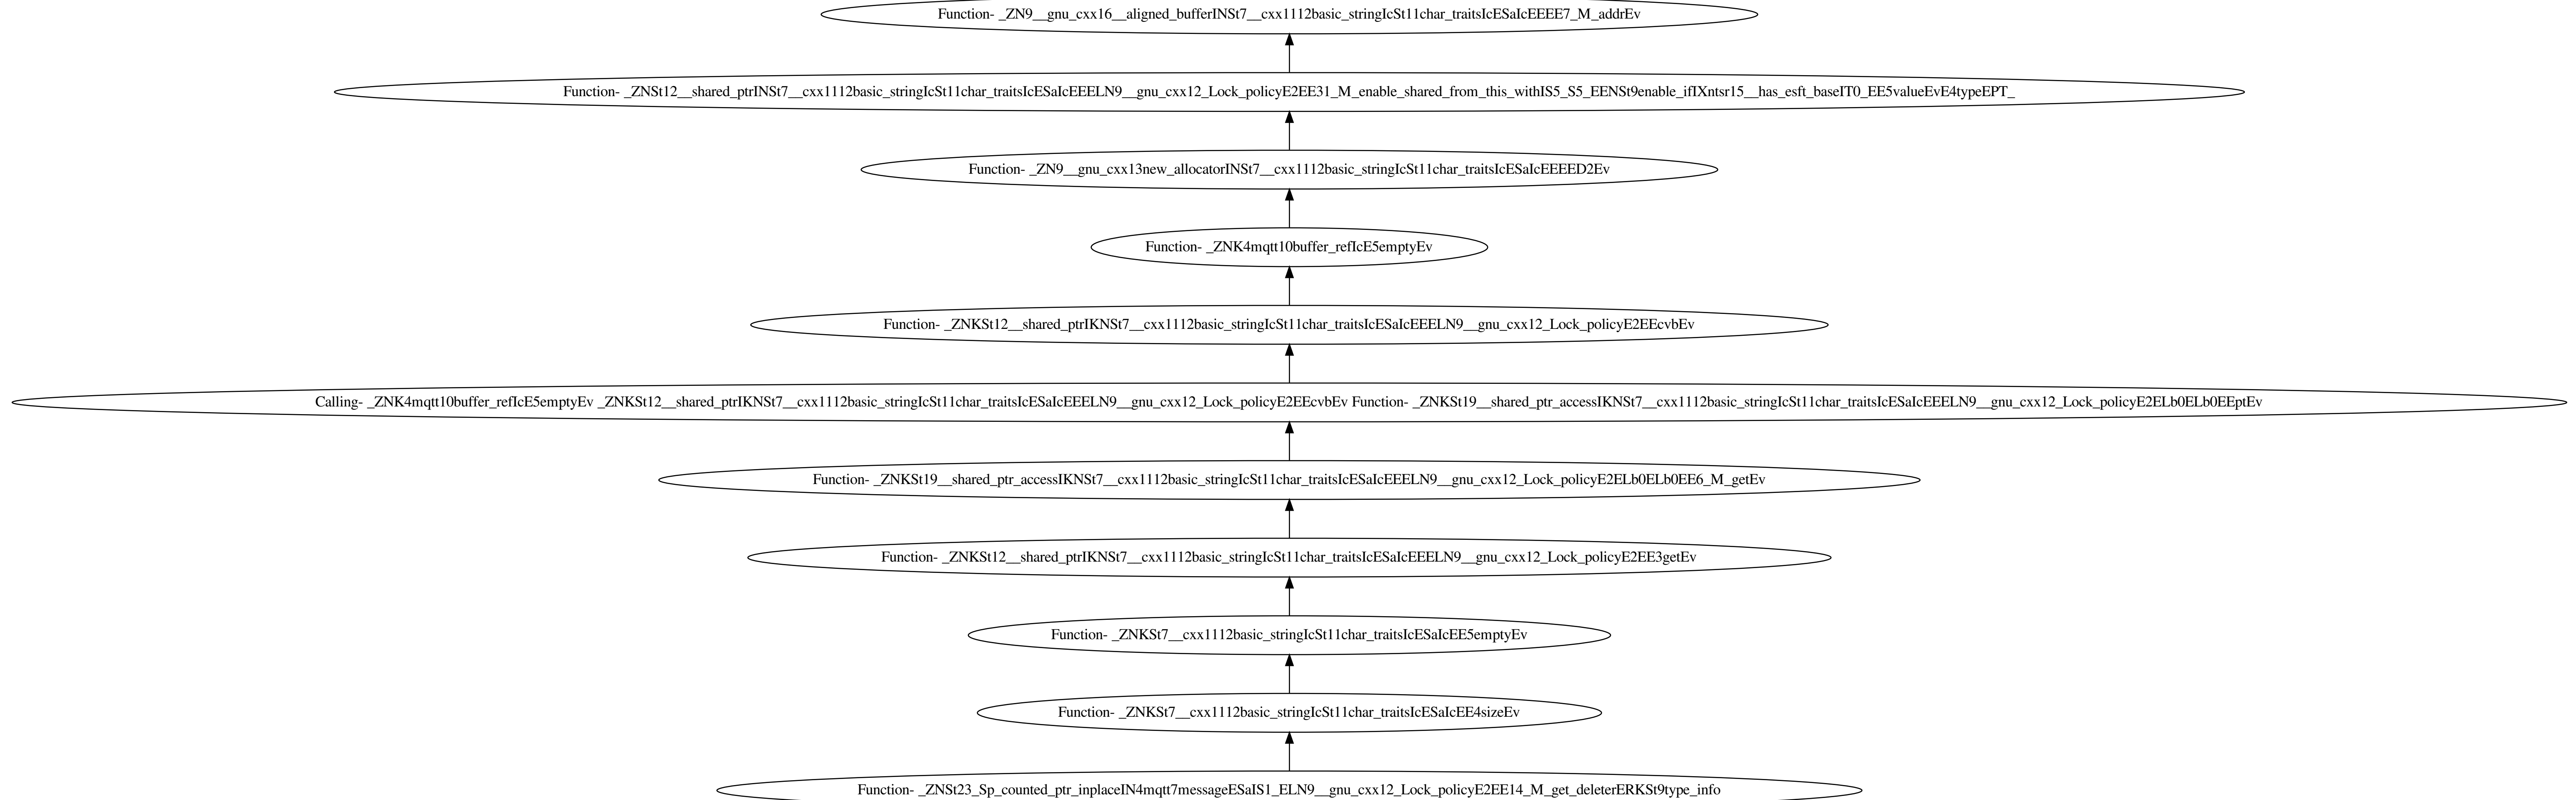 Function- _ZN9__gnu_cxx16__aligned_bufferINSt7__cxx1112basic_stringIcSt11char_traitsIcESaIcEEEE7_M_addrEv
Function- _ZNSt12__shared_ptrINSt7__cxx1112basic_stringIcSt11char_traitsIcESaIcEEELN9__gnu_cxx12_Lock_policyE2EE31_M_enable_shared_from_this_withIS5_S5_EENSt9enable_ifIXntsr15__has_esft_baseIT0_EE5valueEvE4typeEPT_
Function- _ZN9__gnu_cxx13new_allocatorINSt7__cxx1112basic_stringIcSt11char_traitsIcESaIcEEEED2Ev
Function- _ZNK4mqtt10buffer_refIcE5emptyEv
Function- _ZNKSt12__shared_ptrIKNSt7__cxx1112basic_stringIcSt11char_traitsIcESaIcEEELN9__gnu_cxx12_Lock_policyE2EEcvbEv
Calling- _ZNK4mqtt10buffer_refIcE5emptyEv _ZNKSt12__shared_ptrIKNSt7__cxx1112basic_stringIcSt11char_traitsIcESaIcEEELN9__gnu_cxx12_Lock_policyE2EEcvbEv Function- _ZNKSt19__shared_ptr_accessIKNSt7__cxx1112basic_stringIcSt11char_traitsIcESaIcEEELN9__gnu_cxx12_Lock_policyE2ELb0ELb0EEptEv
Function- _ZNKSt19__shared_ptr_accessIKNSt7__cxx1112basic_stringIcSt11char_traitsIcESaIcEEELN9__gnu_cxx12_Lock_policyE2ELb0ELb0EE6_M_getEv
Function- _ZNKSt12__shared_ptrIKNSt7__cxx1112basic_stringIcSt11char_traitsIcESaIcEEELN9__gnu_cxx12_Lock_policyE2EE3getEv
Function- _ZNKSt7__cxx1112basic_stringIcSt11char_traitsIcESaIcEE5emptyEv
Function- _ZNKSt7__cxx1112basic_stringIcSt11char_traitsIcESaIcEE4sizeEv
Function- _ZNSt23_Sp_counted_ptr_inplaceIN4mqtt7messageESaIS1_ELN9__gnu_cxx12_Lock_policyE2EE14_M_get_deleterERKSt9type_info